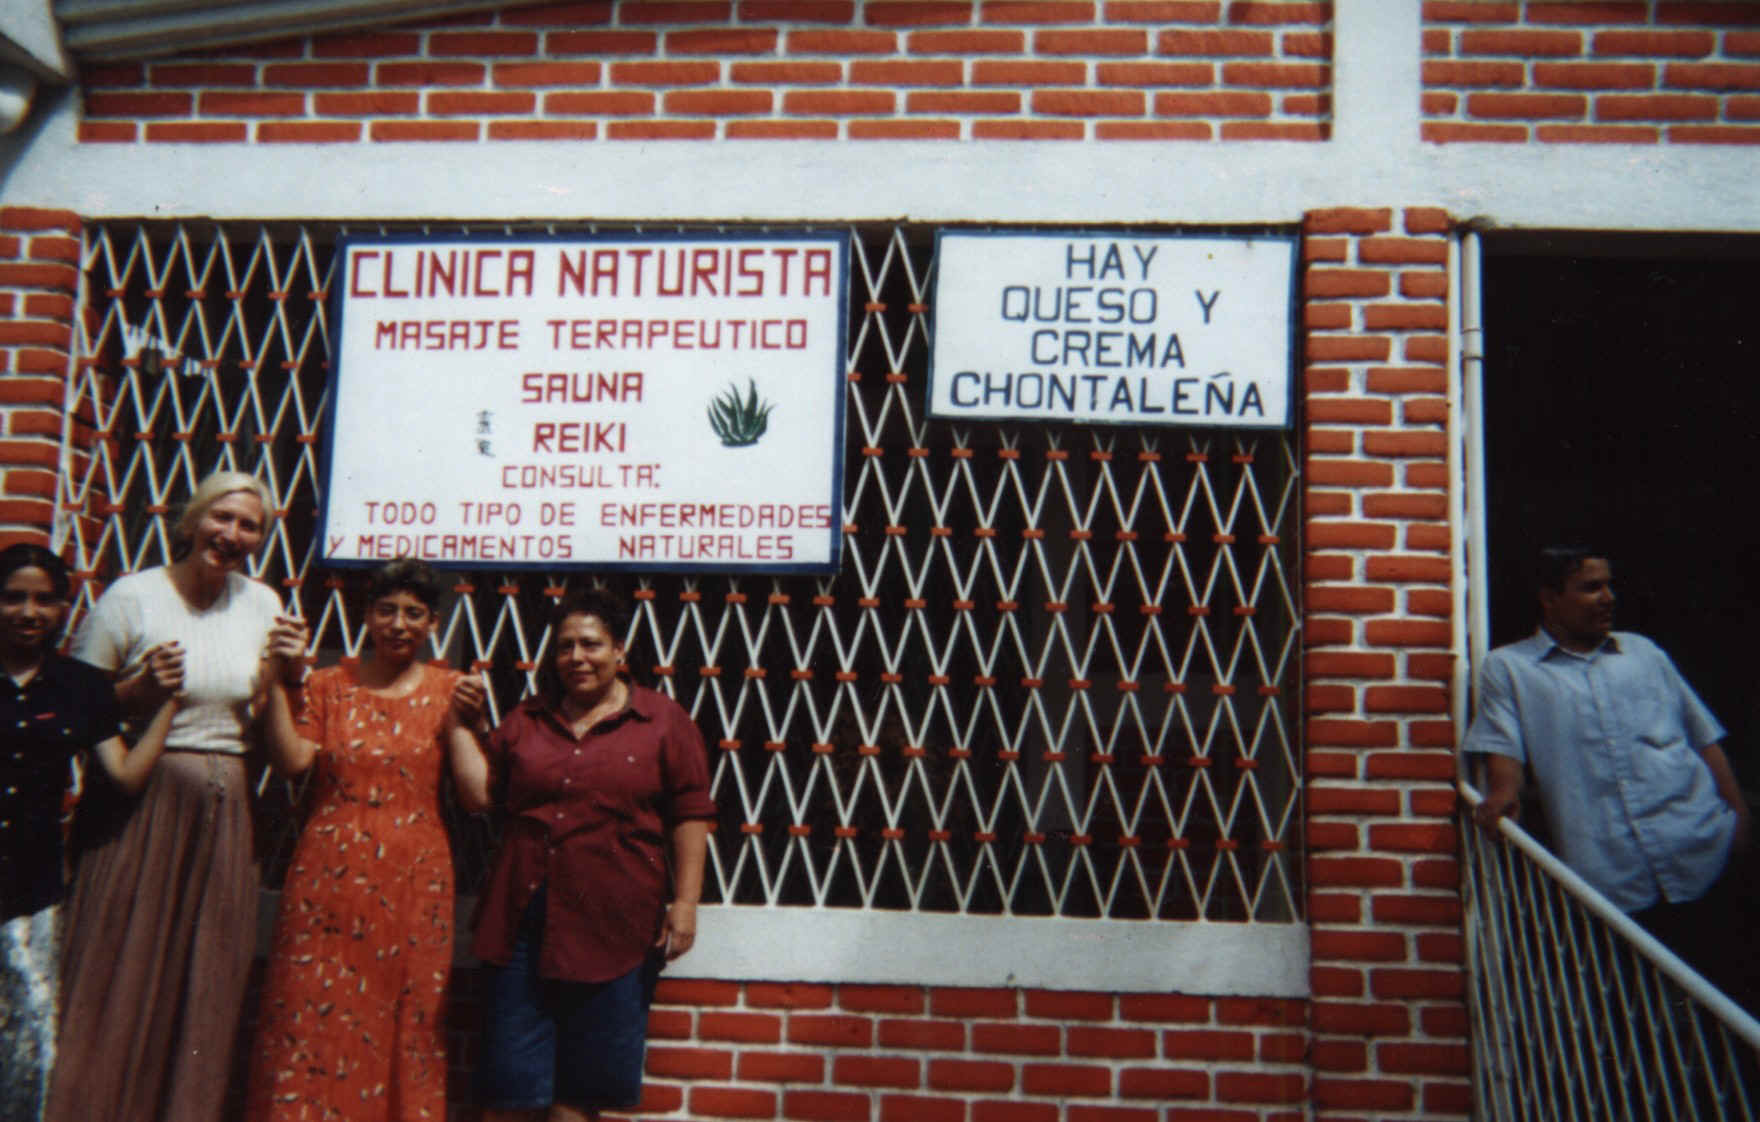 CLINICA NATURISTA
MASAJE TERAPEUTICO
SAUNA
REIKI
CONSULTA:
TODO TIPO DE ENFERMEDADES
Y MEDICAMENTOS NATURALES
HAY
QUESO Y
CREMA
CHONTALEÑA